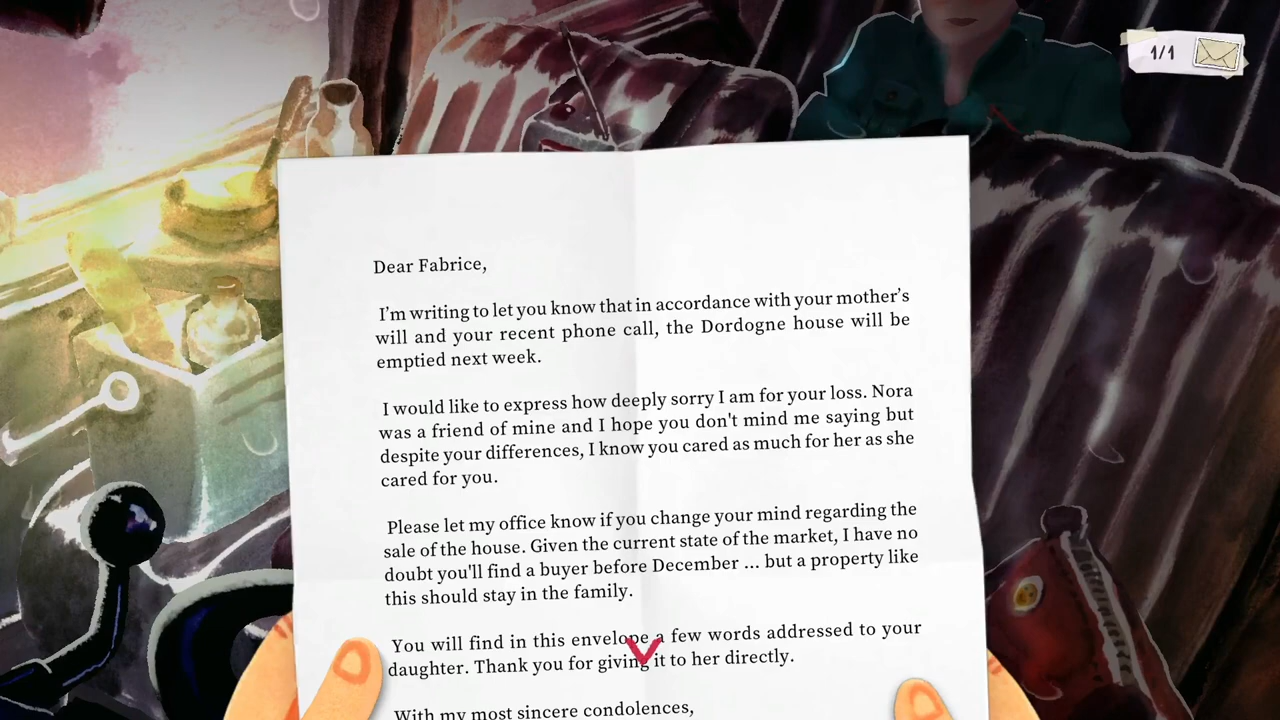 1/1
Dear Fabrice,
I'm writing to let you know that in accordance with your mother's
will and your recent phone call, the Dordogne house will be
emptied next week.
I would like to express how deeply sorry I am for your loss. Nora
was a friend of mine and I hope you don't mind me saying but
despite your differences, I know you cared as much for her as she
cared for you.
Please let my office know if you change your mind regarding the
sale of the house. Given the current state of the market, I have no
doubt you'll find a buyer before December ... but a property like
this should stay in the family.
You will find in this envelope a few words addressed to your
daughter. Thank you for giving it to her directly.
With my most sincere condolences,